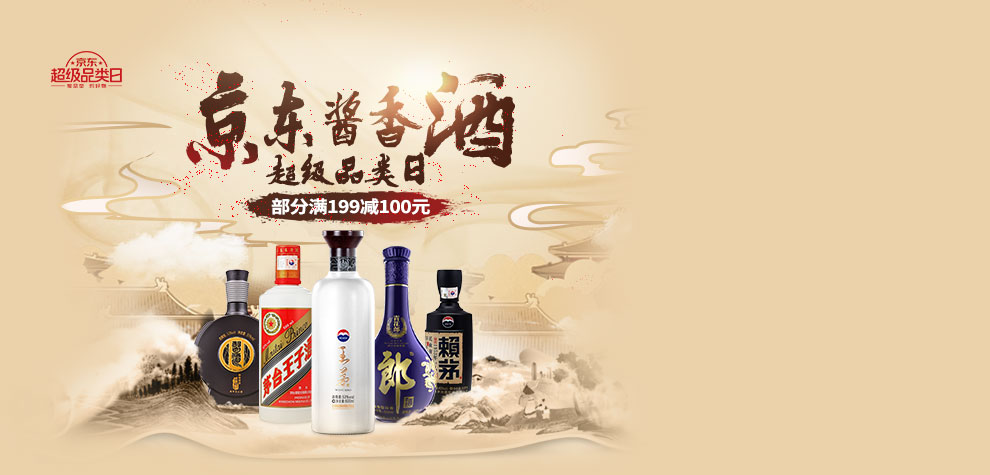 京东
超级品类日
京东酱香酒
超级品类日
部分满199减100元
茅台王子酒
郎
賴茅